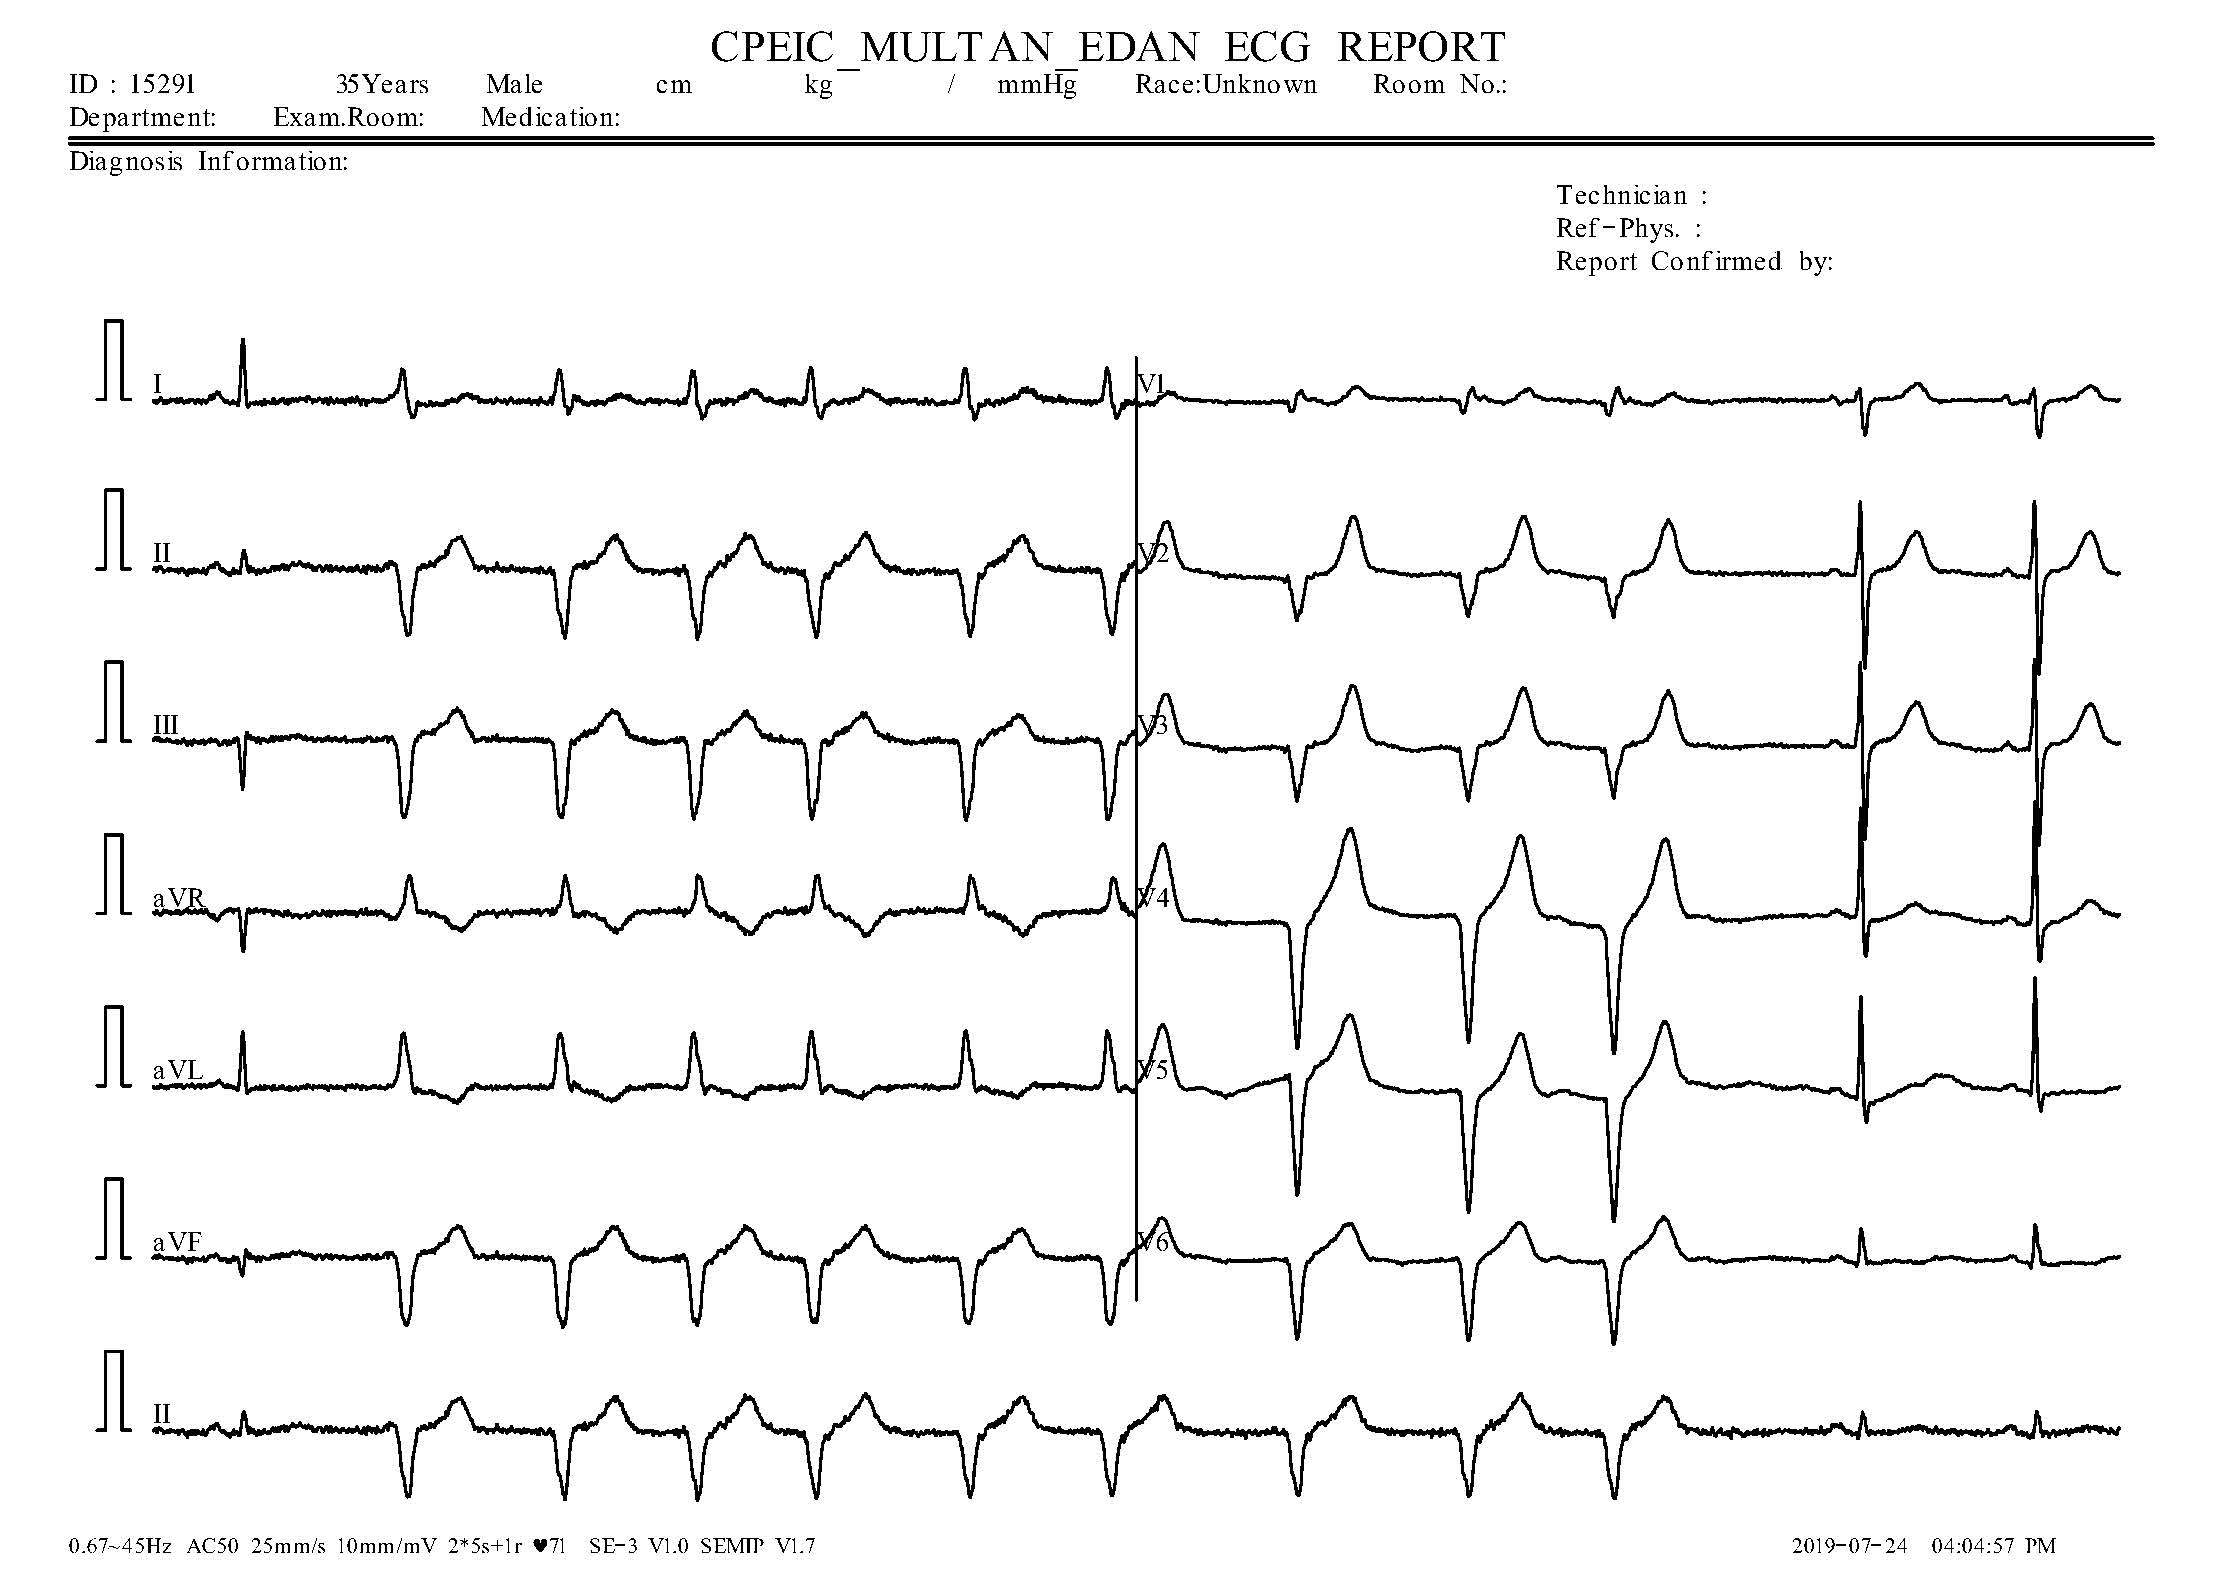 CPEIC_MULTAN_EDAN ECG REPORT
ID : 15291 35Years Male cm kg / mmHg Race:Unknown Room No.:
Department: Exam.Room: Medication:
Diagnosis Information:
Technician :
Ref-Phys. :
Report Confirmed by:
I V1
II V2
III V3
aVR V4
aVL V5
aVF V6
II
0.67~45Hz AC50 25mm/s 10mm/mV 2*5s+1r ♥71 SE-3 V1.0 SEMIP V1.7 2019-07-24 04:04:57 PM